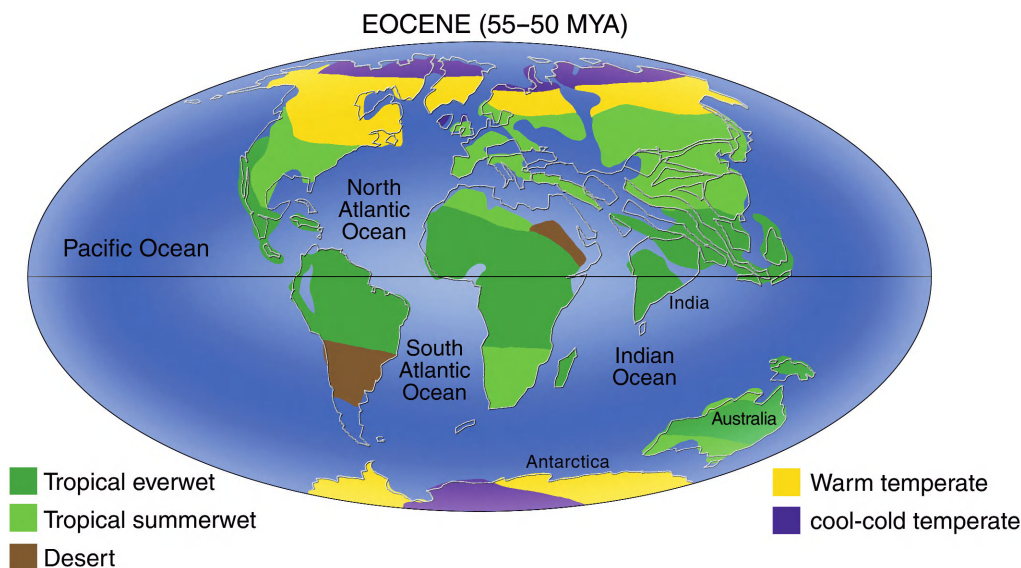 EOCENE (55–50 MYA)
North
Atlantic
Ocean
Pacific Ocean
India
South
Atlantic
Ocean
Indian
Ocean
Australia
Antarctica
Tropical everwet
Tropical summerwet
Desert
Warm temperate
cool-cold temperate